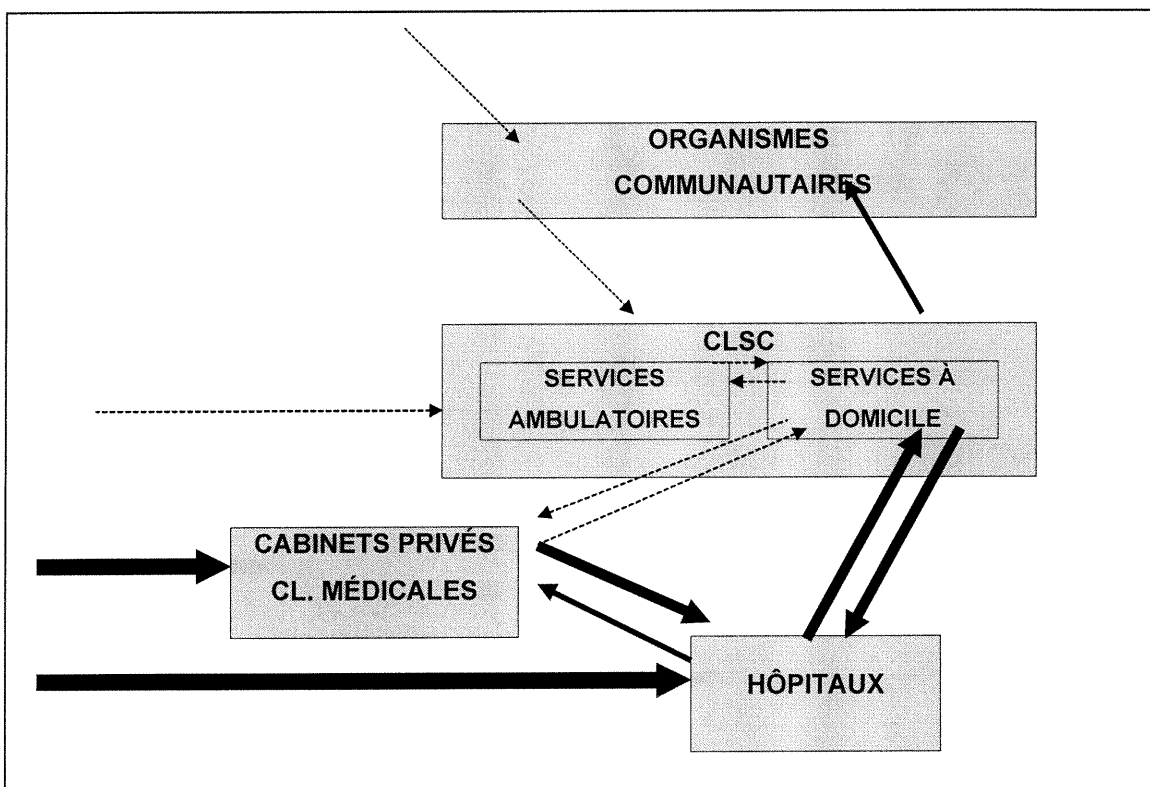 ORGANISMES
COMMUNAUTAIRES
CLSC
SERVICES
AMBULATOIRES
SERVICES À
DOMICILE
CABINETS PRIVÉS
CL. MÉDICALES
HÔPITAUX